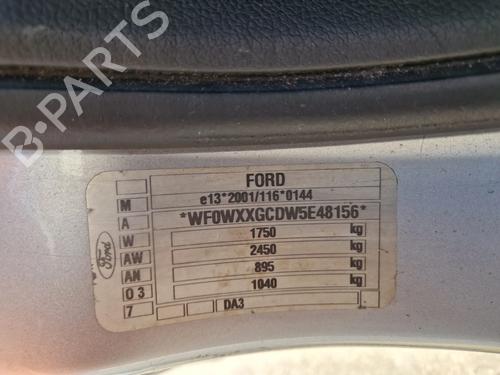 B-PARTS
FORD
M e13*2001/116*0144
A *WF0WXXGCDW5E48156*
W 1750 kg
AW 2450 kg
AN 895 kg
0 3 1040 kg
7 DA3
Ford